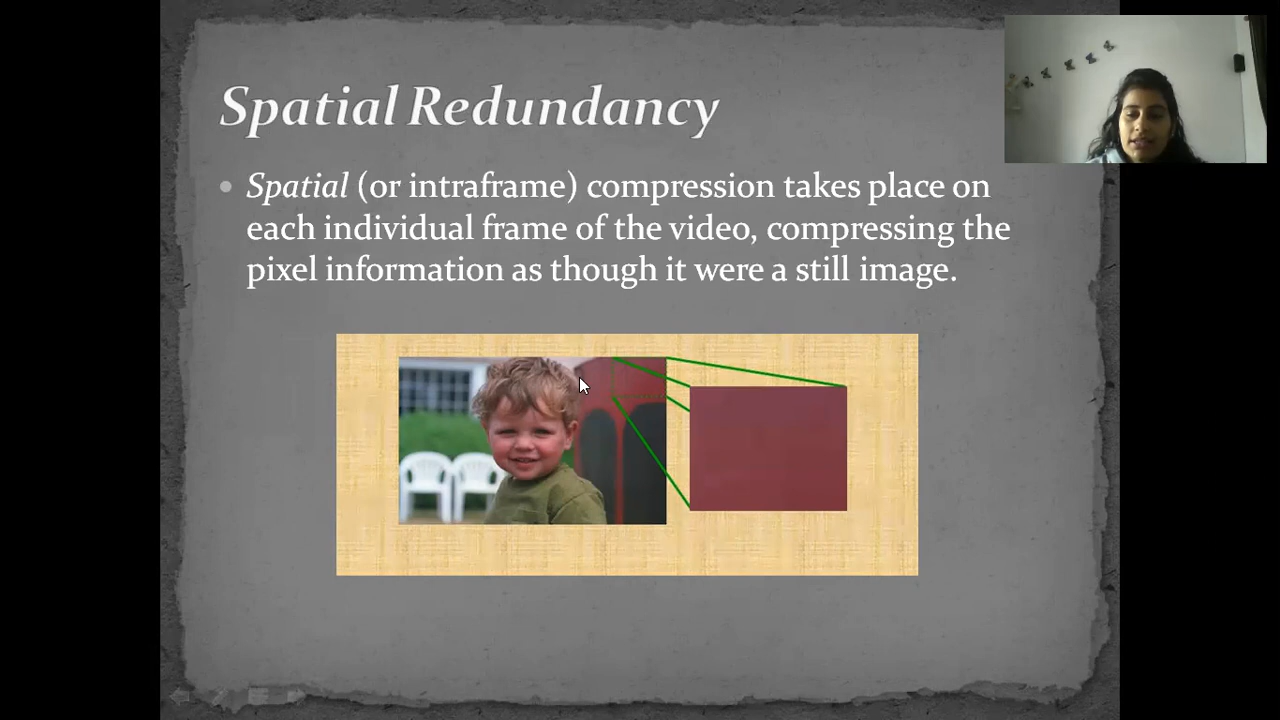 Spatial Redundancy
Spatial (or intraframe) compression takes place on
each individual frame of the video, compressing the
pixel information as though it were a still image.